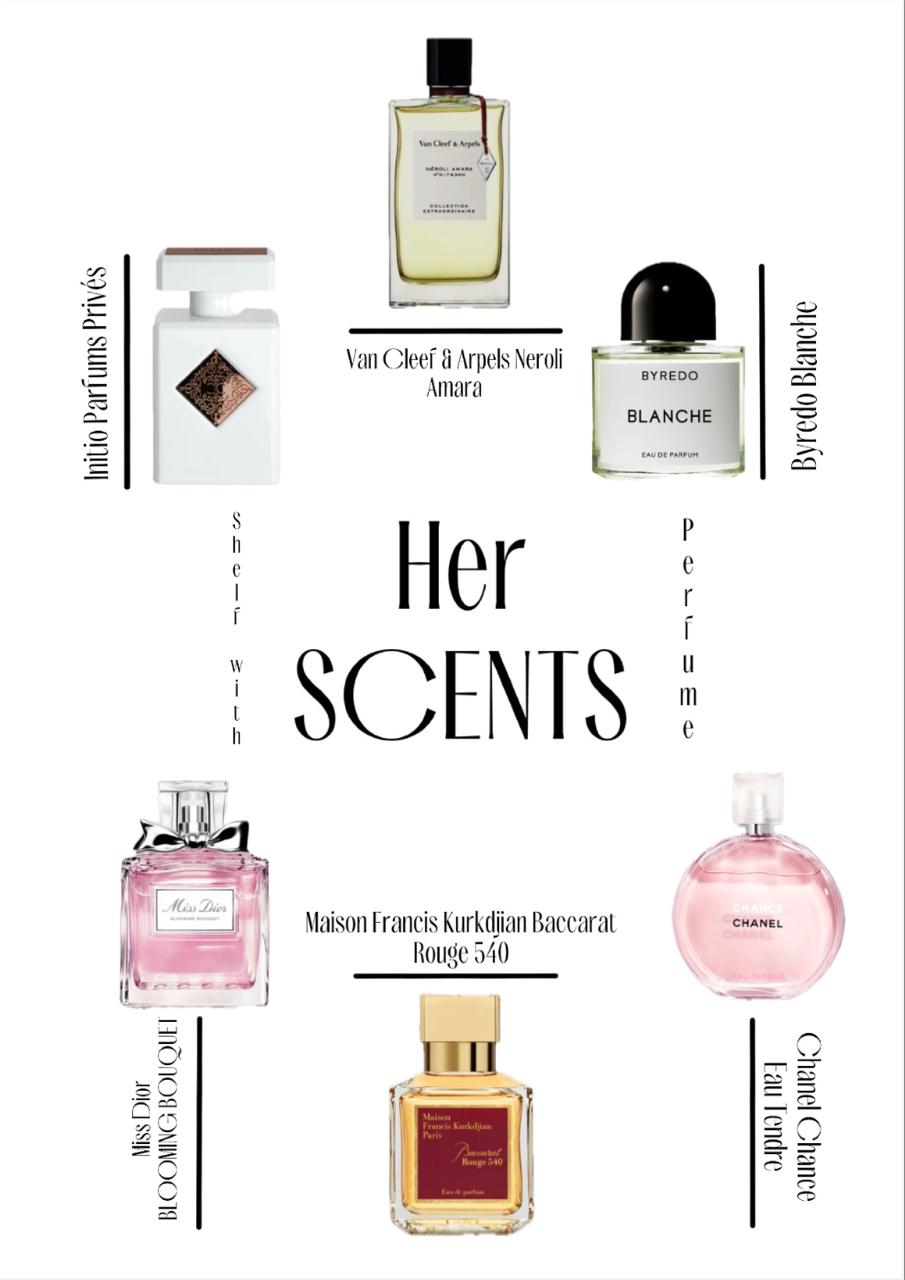 Van Cleef & Arpels
NÉROLI AMARA
COLLECTION
EXTRAORDINAIRE
Van Cleef & Arpels Neroli
Amara
Initio Parfums Privés
BYREDO
BLANCHE
EAU DE PARFUM
Byredo Blanche
Shelf with
Her
SCENTS
Perfume
Miss Dior
BLOOMING BOUQUET
Miss Dior
BLOOMING BOUQUET
Maison Francis Kurkdjian Baccarat
Rouge 540
Maison
Francis Kurkdjian
Paris
Baccarat
Rouge 540
Eau de parfum
CHANCE
CHANEL
CHANEL
EAU TENDRE
Chanel Chance
Eau Tendre